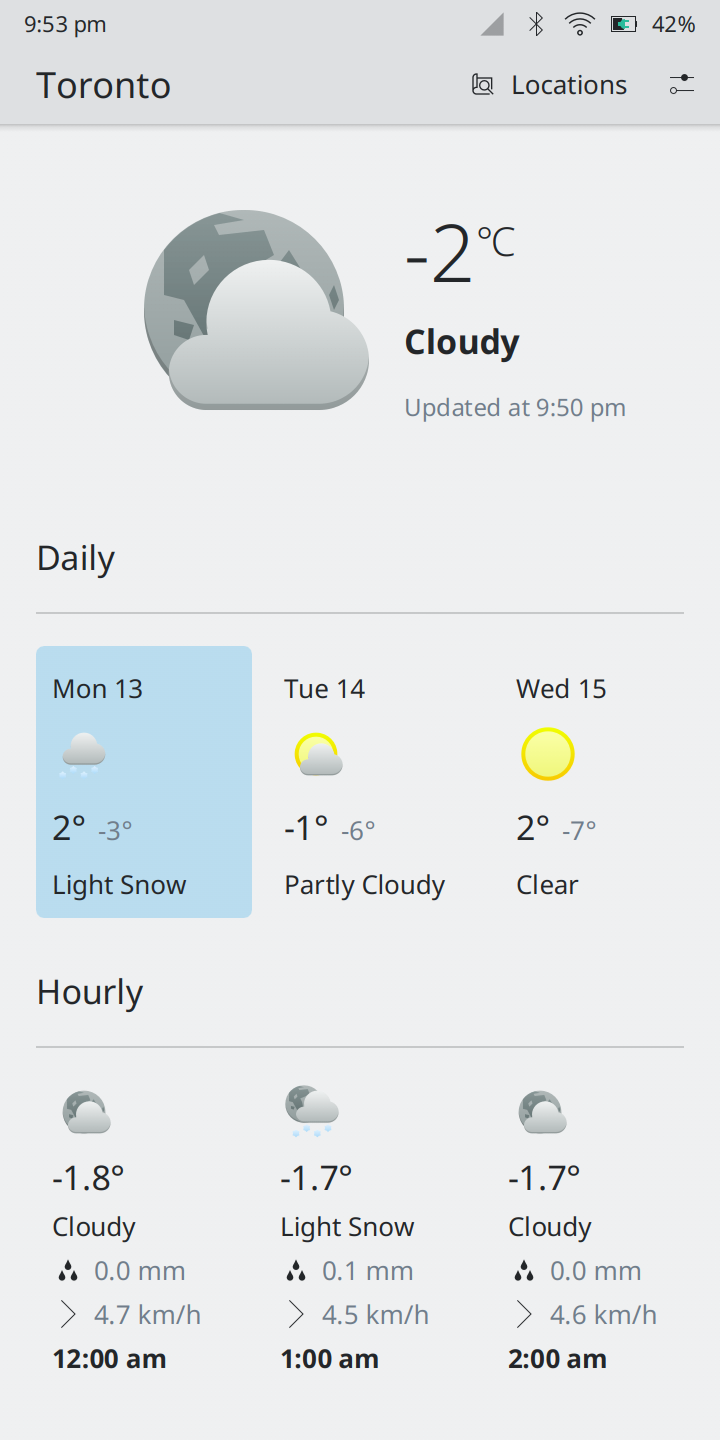 9:53 pm 42%
Toronto Locations
-2°C
Cloudy
Updated at 9:50 pm
Daily
Mon 13 Tue 14 Wed 15
2° -3° -1° -6° 2° -7°
Light Snow Partly Cloudy Clear
Hourly
-1.8° -1.7° -1.7°
Cloudy Light Snow Cloudy
0.0 mm 0.1 mm 0.0 mm
4.7 km/h 4.5 km/h 4.6 km/h
12:00 am 1:00 am 2:00 am